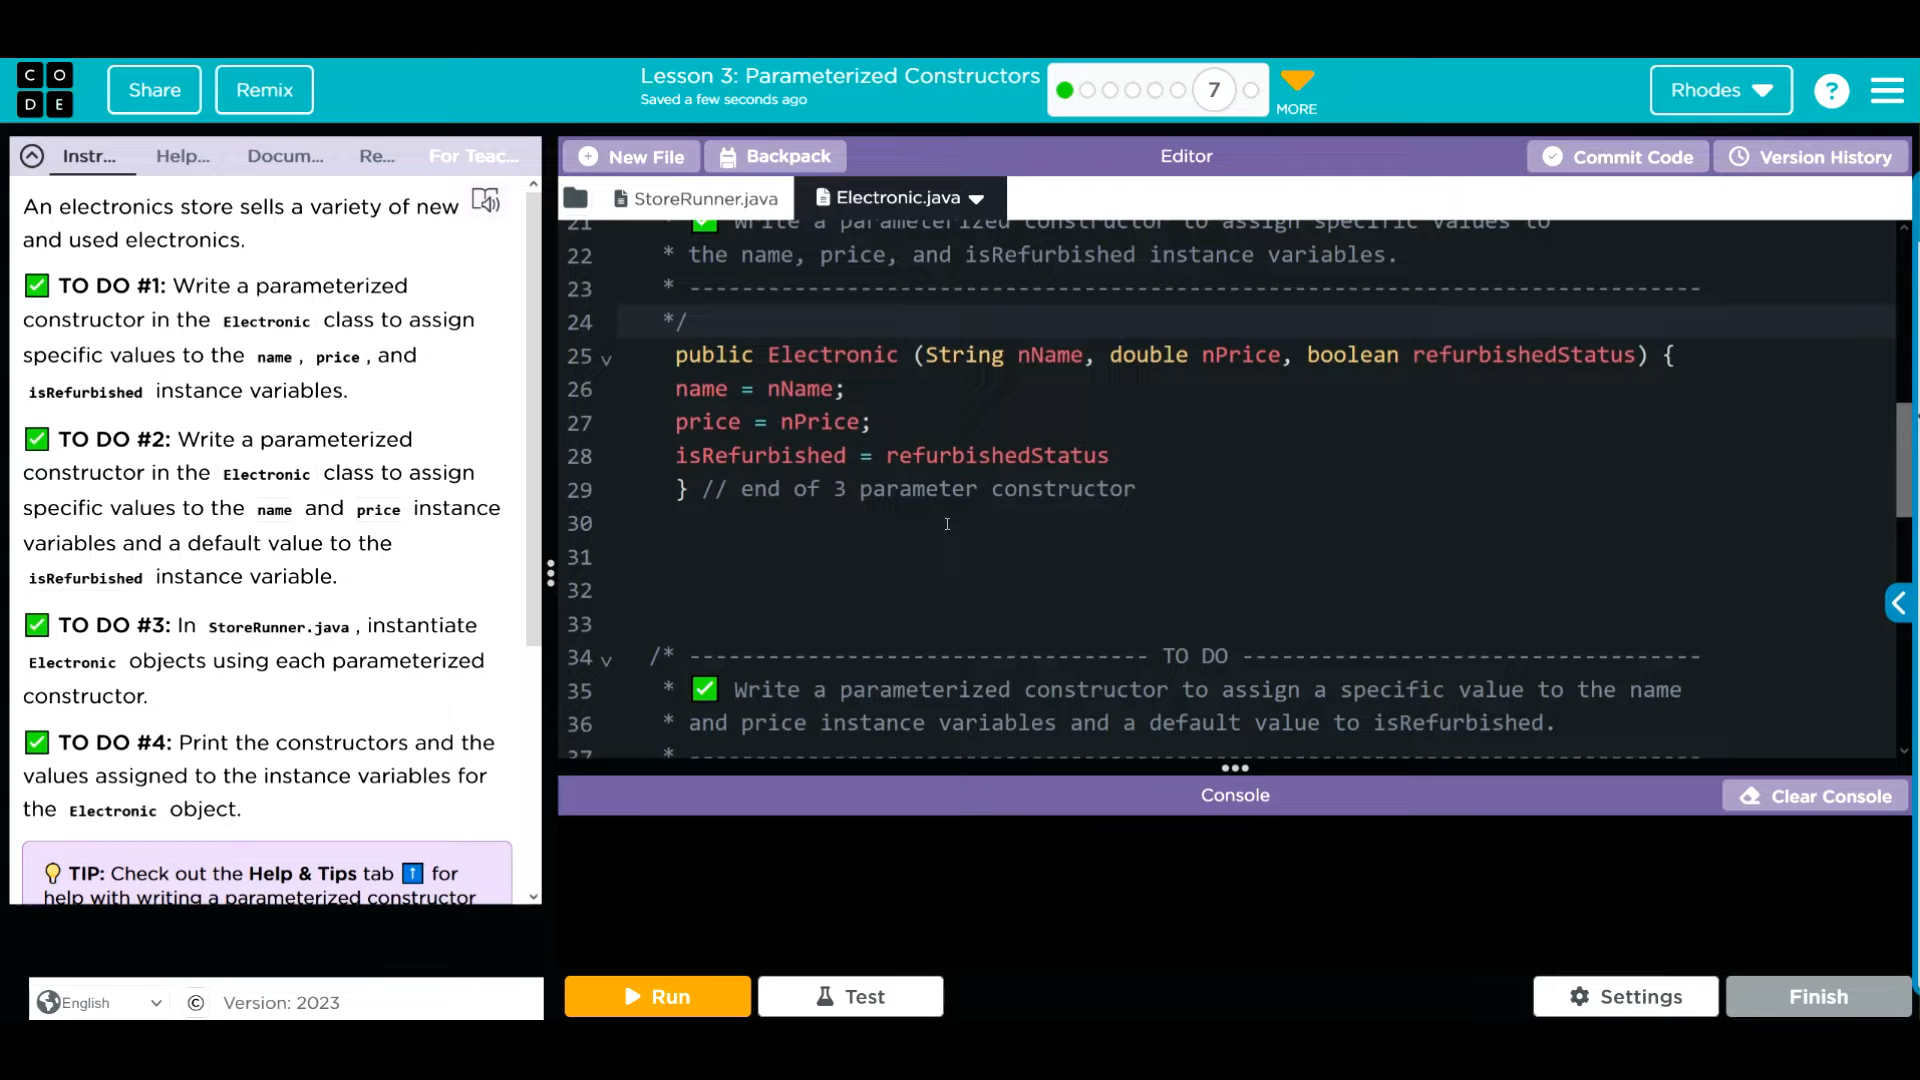 C O
D E
Share
Remix
Lesson 3: Parameterized Constructors
Saved a few seconds ago
7
MORE
Rhodes
?
Instr...
Help...
Docum...
Re...
For Teac...
An electronics store sells a variety of new
and used electronics.
TO DO #1: Write a parameterized
constructor in the Electronic class to assign
specific values to the name, price, and
isRefurbished instance variables.
TO DO #2: Write a parameterized
constructor in the Electronic class to assign
specific values to the name and price instance
variables and a default value to the
isRefurbished instance variable.
TO DO #3: In StoreRunner.java, instantiate
Electronic objects using each parameterized
constructor.
TO DO #4: Print the constructors and the
values assigned to the instance variables for
the Electronic object.
TIP: Check out the Help & Tips tab for
help with writing a parameterized constructor
English
© Version: 2023
New File
Backpack
Editor
Commit Code
Version History
StoreRunner.java
Electronic.java
21 Write a parameterized constructor to assign specific values to
22 * the name, price, and isRefurbished instance variables.
23 * -----------------------------------------------------------------------------
24 */
25 public Electronic (String nName, double nPrice, boolean refurbishedStatus) {
26 name = nName;
27 price = nPrice;
28 isRefurbished = refurbishedStatus
29 } // end of 3 parameter constructor
30
31
32
33
34 /* ----------------------------------- TO DO -----------------------------------
35 * Write a parameterized constructor to assign a specific value to the name
36 * and price instance variables and a default value to isRefurbished.
37 * -----------------------------------------------------------------------------
Console
Clear Console
Run
Test
Settings
Finish